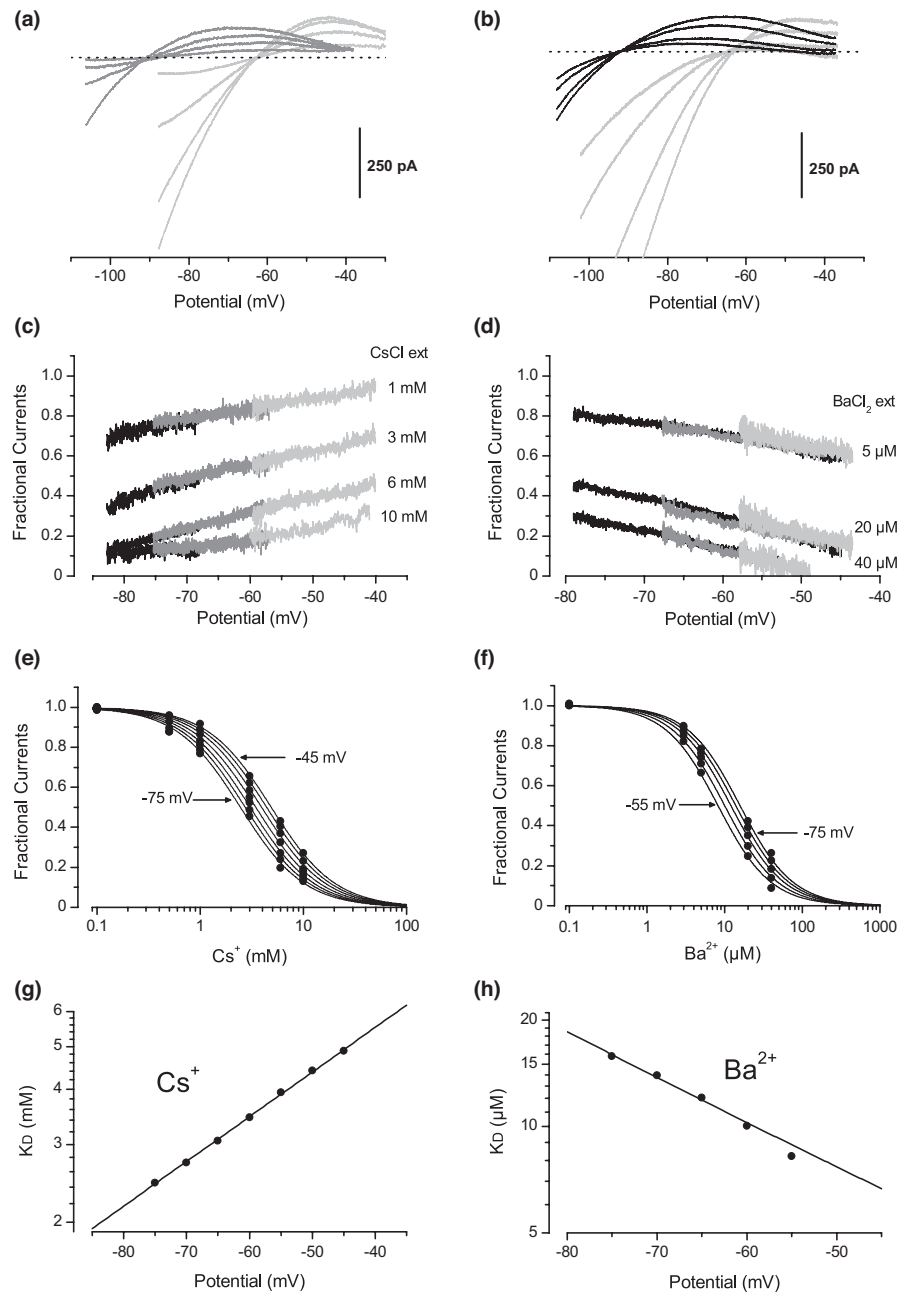 (a)
250 pA
-100 -80 -60 -40
Potential (mV)
(b)
250 pA
-100 -80 -60 -40
Potential (mV)
(c)
Fractional Currents
1.0
0.8
0.6
0.4
0.2
0
CsCl ext
1 mM
3 mM
6 mM
10 mM
-80 -70 -60 -50 -40
Potential (mV)
(d)
Fractional Currents
1.0
0.8
0.6
0.4
0.2
0
BaCl₂ ext
5 µM
20 µM
40 µM
-80 -70 -60 -50 -40
Potential (mV)
(e)
Fractional Currents
1.0
0.8
0.6
0.4
0.2
0
-45 mV
-75 mV
0.1 1 10 100
Cs⁺ (mM)
(f)
Fractional Currents
1.0
0.8
0.6
0.4
0.2
0
-55 mV
-75 mV
0.1 1 10 100 1000
Ba²⁺ (µM)
(g)
KD (mM)
6
5
4
3
2
Cs⁺
-80 -70 -60 -50 -40
Potential (mV)
(h)
KD (µM)
20
15
10
5
Ba²⁺
-80 -70 -60 -50
Potential (mV)